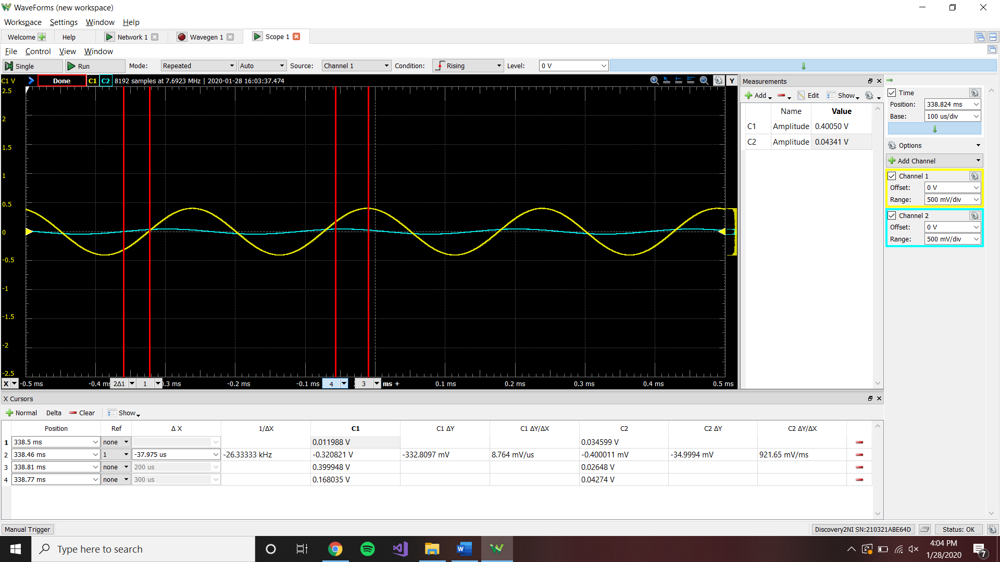 WaveForms (new workspace)
Workspace Settings Window Help
Welcome Help Network 1 Wavegen 1 Scope 1
File Control View Window
Single Run Mode: Repeated Auto Source: Channel 1 Condition: Rising Level: 0 V
C1 V Done C1 C2 8192 samples at 7.6923 MHz | 2020-01-28 16:03:37.474 Y
2.5
2
1.5
1
0.5
0
-0.5
-1
-1.5
-2
-2.5
X -0.5 ms -0.4 ms 2Δ1 1 0.3 ms -0.2 ms -0.1 ms 4 3 ms + 0.1 ms 0.2 ms 0.3 ms 0.4 ms 0.5 ms
Measurements
Add Edit Show
Name Value
C1 Amplitude 0.40050 V
C2 Amplitude 0.04341 V
Time
Position: 338.824 ms
Base: 100 us/div
Options
Add Channel
Channel 1
Offset: 0 V
Range: 500 mV/div
Channel 2
Offset: 0 V
Range: 500 mV/div
X Cursors
Normal Delta Clear Show
Position Ref Δ X 1/ΔX C1 C1 ΔY C1 ΔY/ΔX C2 C2 ΔY C2 ΔY/ΔX
1 338.5 ms none 0.011988 V 0.034599 V
2 338.46 ms 1 -37.975 us -26.33333 kHz -0.320821 V -332.8097 mV 8.764 mV/us -0.400011 mV -34.9994 mV 921.65 mV/ms
3 338.81 ms none 200 us 0.399948 V 0.02648 V
4 338.77 ms none 300 us 0.168035 V 0.04274 V
Manual Trigger Discovery2NI SN:210321ABE64D Status: OK
Type here to search
4:04 PM
1/28/2020
7